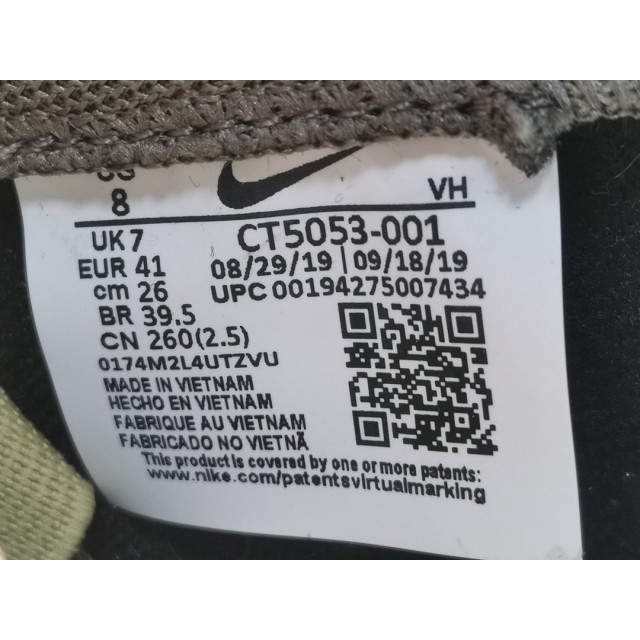 8
VH
UK 7
CT5053-001
EUR 41
08/29/19 | 09/18/19
cm 26
UPC 00194275007434
BR 39.5
CN 260(2.5)
0174M2L4UTZVU
MADE IN VIETNAM
HECHO EN VIETNAM
FABRIQUE AU VIETNAM
FABRICADO NO VIETNÃ
This product is covered by one or more patents:
www.nike.com/patentsvirtualmarking